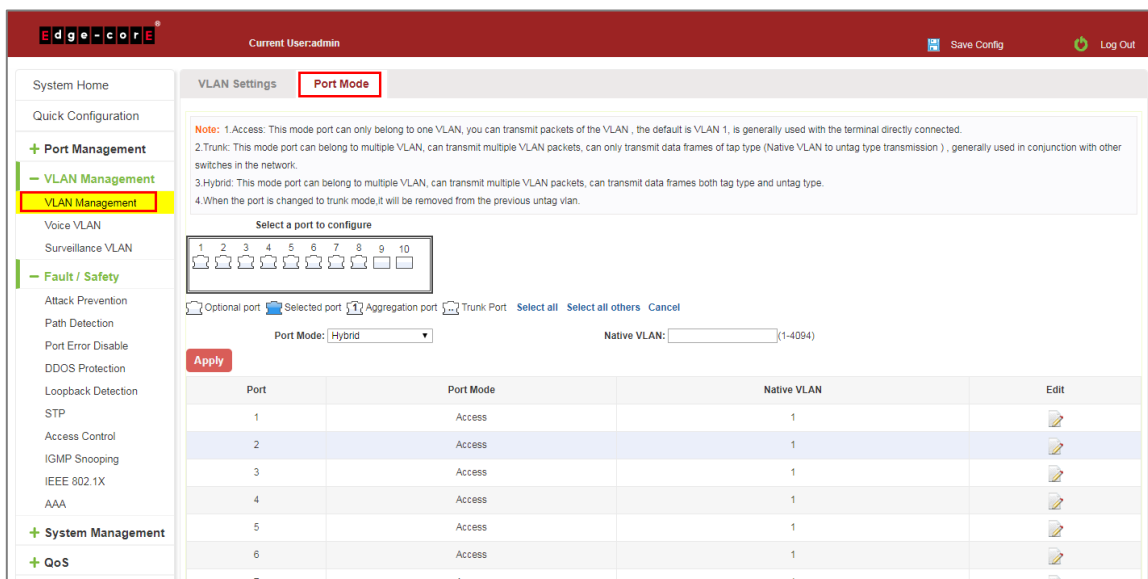 Edge-corE®
Current User:admin
Save Config
Log Out
System Home
Quick Configuration
+ Port Management
− VLAN Management
VLAN Management
Voice VLAN
Surveillance VLAN
− Fault / Safety
Attack Prevention
Path Detection
Port Error Disable
DDOS Protection
Loopback Detection
STP
Access Control
IGMP Snooping
IEEE 802.1X
AAA
+ System Management
+ QoS
VLAN Settings Port Mode
Note: 1.Access: This mode port can only belong to one VLAN, you can transmit packets of the VLAN , the default is VLAN 1, is generally used with the terminal directly connected.
2.Trunk: This mode port can belong to multiple VLAN, can transmit multiple VLAN packets, can only transmit data frames of tap type (Native VLAN to untag type transmission ) , generally used in conjunction with other
switches in the network.
3.Hybrid: This mode port can belong to multiple VLAN, can transmit multiple VLAN packets, can transmit data frames both tag type and untag type.
4.When the port is changed to trunk mode,it will be removed from the previous untag vlan.
Select a port to configure
1 2 3 4 5 6 7 8 9 10
Optional port Selected port 1 Aggregation port .. Trunk Port Select all Select all others Cancel
Port Mode: Hybrid Native VLAN: (1-4094)
Apply
Port Port Mode Native VLAN Edit
1 Access 1
2 Access 1
3 Access 1
4 Access 1
5 Access 1
6 Access 1